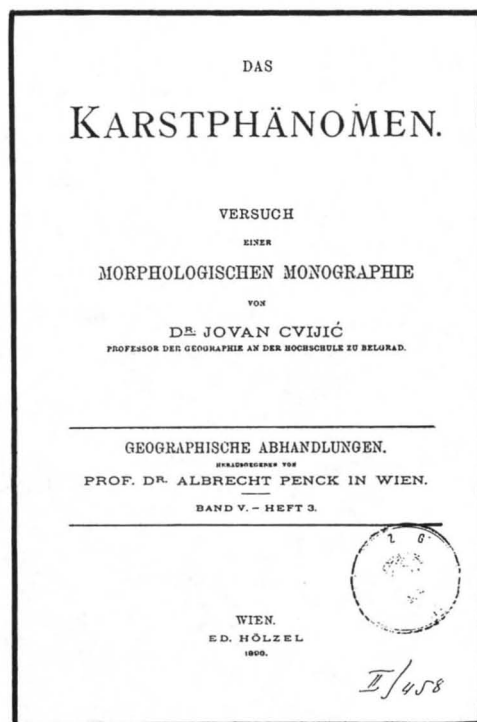 DAS
KARSTPHÄNOMEN.
VERSUCH
EINER
MORPHOLOGISCHEN MONOGRAPHIE
VON
DR. JOVAN CVIJIĆ
PROFESSOR DER GEOGRAPHIE AN DER HOCHSCHULE ZU BELGRAD.
GEOGRAPHISCHE ABHANDLUNGEN.
HERAUSGEGEBEN VON
PROF. DR. ALBRECHT PENCK IN WIEN.
BAND V. – HEFT 3.
Z G
WIEN.
ED. HÖLZEL
II/458